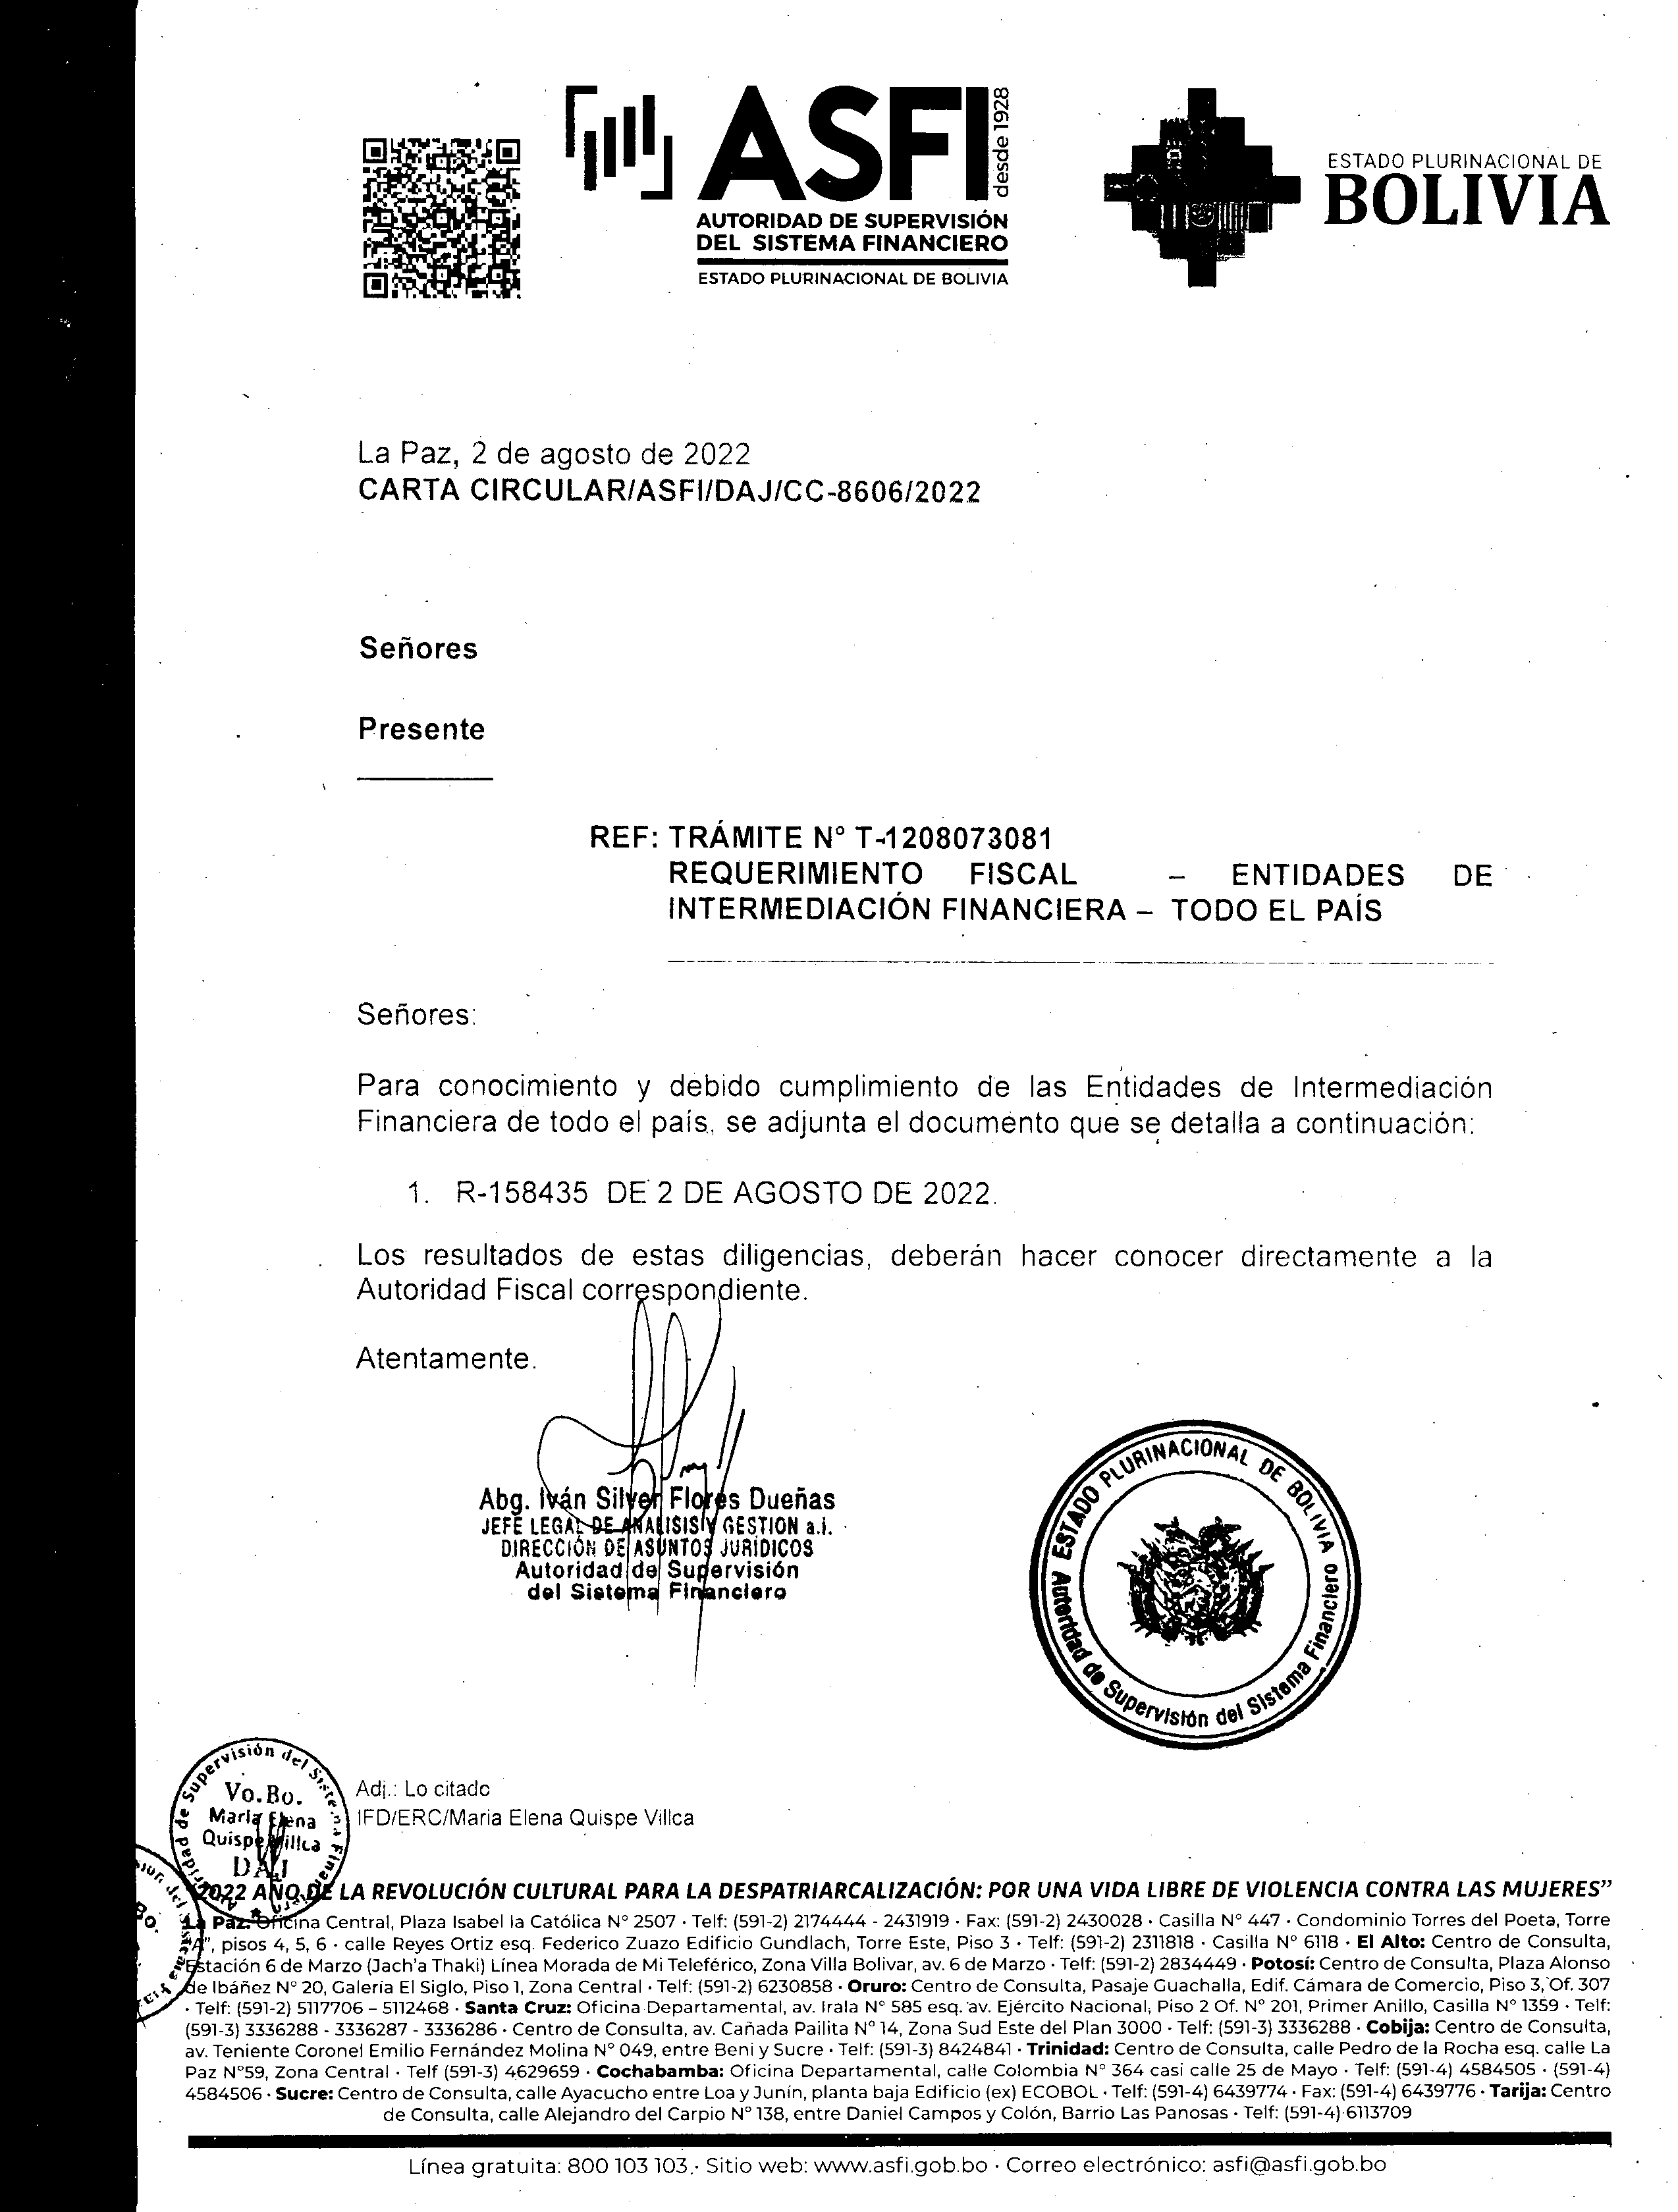 ASFI
desde 1928
AUTORIDAD DE SUPERVISIÓN
DEL SISTEMA FINANCIERO
ESTADO PLURINACIONAL DE BOLIVIA
ESTADO PLURINACIONAL DE
BOLIVIA
La Paz, 2 de agosto de 2022
CARTA CIRCULAR/ASFI/DAJ/CC-8606/2022
Señores
Presente
REF: TRÁMITE N° T-1208073081
REQUERIMIENTO FISCAL – ENTIDADES DE
INTERMEDIACIÓN FINANCIERA – TODO EL PAÍS
Señores:
Para conocimiento y debido cumplimiento de las Entidades de Intermediación
Financiera de todo el país, se adjunta el documento que se detalla a continuación:
1. R-158435 DE 2 DE AGOSTO DE 2022.
Los resultados de estas diligencias, deberán hacer conocer directamente a la
Autoridad Fiscal correspondiente.
Atentamente.
Abg. Iván Silver Flores Dueñas
JEFE LEGAL DE ANALISIS Y GESTION a.i.
DIRECCIÓN DE ASUNTOS JURIDICOS
Autoridad de Supervisión
del Sistema Financiero
ESTADO PLURINACIONAL DE BOLIVIA
Autoridad de Supervisión del Sistema Financiero
Autoridad de Supervisión del Sistema Financiero
Vo.Bo.
Maria Elena
Quispe Villca
DAJ
Adj.: Lo citado
IFD/ERC/Maria Elena Quispe Villca
2022 AÑO DE LA REVOLUCIÓN CULTURAL PARA LA DESPATRIARCALIZACIÓN: POR UNA VIDA LIBRE DE VIOLENCIA CONTRA LAS MUJERES”
La Paz: Oficina Central, Plaza Isabel la Católica N° 2507 · Telf: (591-2) 2174444 - 2431919 · Fax: (591-2) 2430028 · Casilla N° 447 · Condominio Torres del Poeta, Torre
“A”, pisos 4, 5, 6 · calle Reyes Ortiz esq. Federico Zuazo Edificio Gundlach, Torre Este, Piso 3 · Telf: (591-2) 2311818 · Casilla N° 6118 · El Alto: Centro de Consulta,
Estación 6 de Marzo (Jach’a Thaki) Línea Morada de Mi Teleférico, Zona Villa Bolivar, av. 6 de Marzo · Telf: (591-2) 2834449 · Potosí: Centro de Consulta, Plaza Alonso
de Ibáñez N° 20, Galería El Siglo, Piso 1, Zona Central · Telf: (591-2) 6230858 · Oruro: Centro de Consulta, Pasaje Guachalla, Edif. Cámara de Comercio, Piso 3, Of. 307
· Telf: (591-2) 5117706 – 5112468 · Santa Cruz: Oficina Departamental, av. Irala N° 585 esq. av. Ejército Nacional, Piso 2 Of. N° 201, Primer Anillo, Casilla N° 1359 · Telf:
(591-3) 3336288 - 3336287 - 3336286 · Centro de Consulta, av. Cañada Pailita N° 14, Zona Sud Este del Plan 3000 · Telf: (591-3) 3336288 · Cobija: Centro de Consulta,
av. Teniente Coronel Emilio Fernández Molina N° 049, entre Beni y Sucre · Telf: (591-3) 8424841 · Trinidad: Centro de Consulta, calle Pedro de la Rocha esq. calle La
Paz N°59, Zona Central · Telf (591-3) 4629659 · Cochabamba: Oficina Departamental, calle Colombia N° 364 casi calle 25 de Mayo · Telf: (591-4) 4584505 · (591-4)
4584506 · Sucre: Centro de Consulta, calle Ayacucho entre Loa y Junín, planta baja Edificio (ex) ECOBOL · Telf: (591-4) 6439774 · Fax: (591-4) 6439776 · Tarija: Centro
de Consulta, calle Alejandro del Carpio N° 138, entre Daniel Campos y Colón, Barrio Las Panosas · Telf: (591-4) 6113709
Línea gratuita: 800 103 103 · Sitio web: www.asfi.gob.bo · Correo electrónico: asfi@asfi.gob.bo